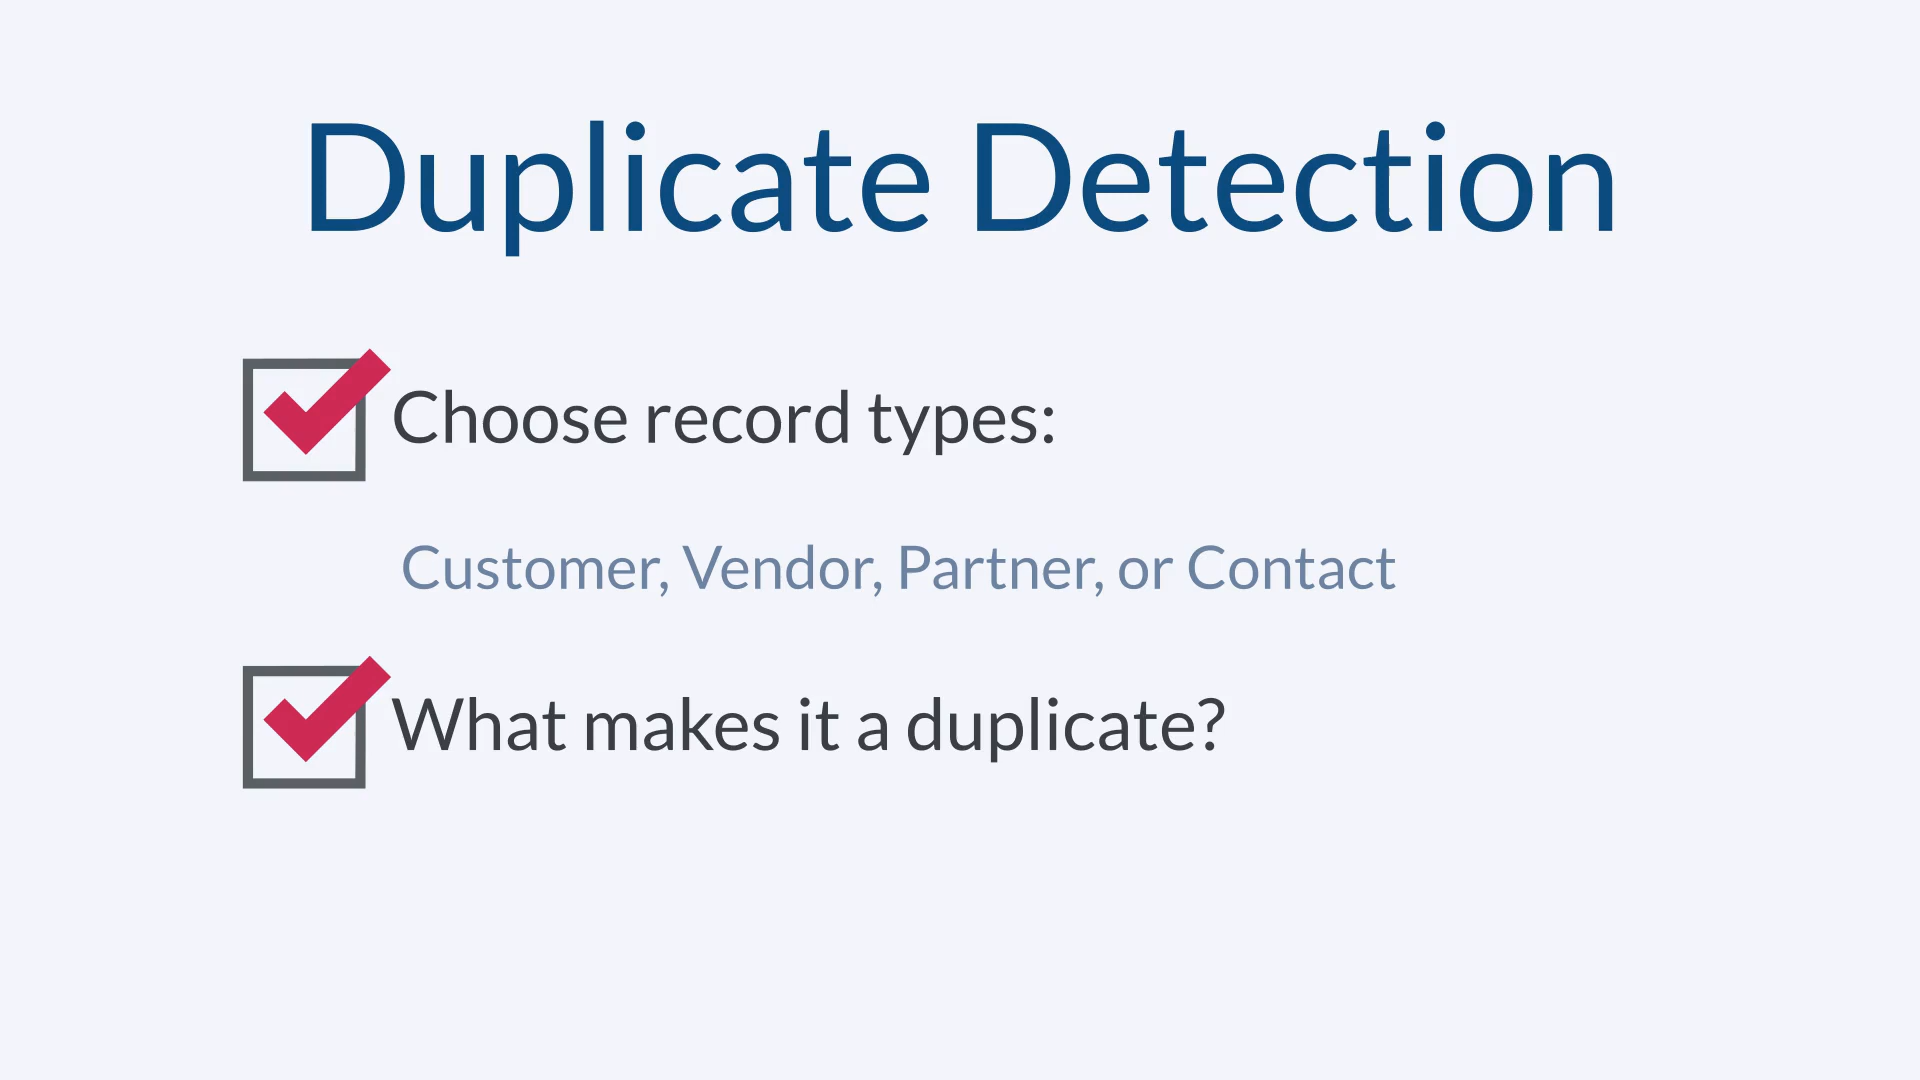 Duplicate Detection
Choose record types:
Customer, Vendor, Partner, or Contact
What makes it a duplicate?